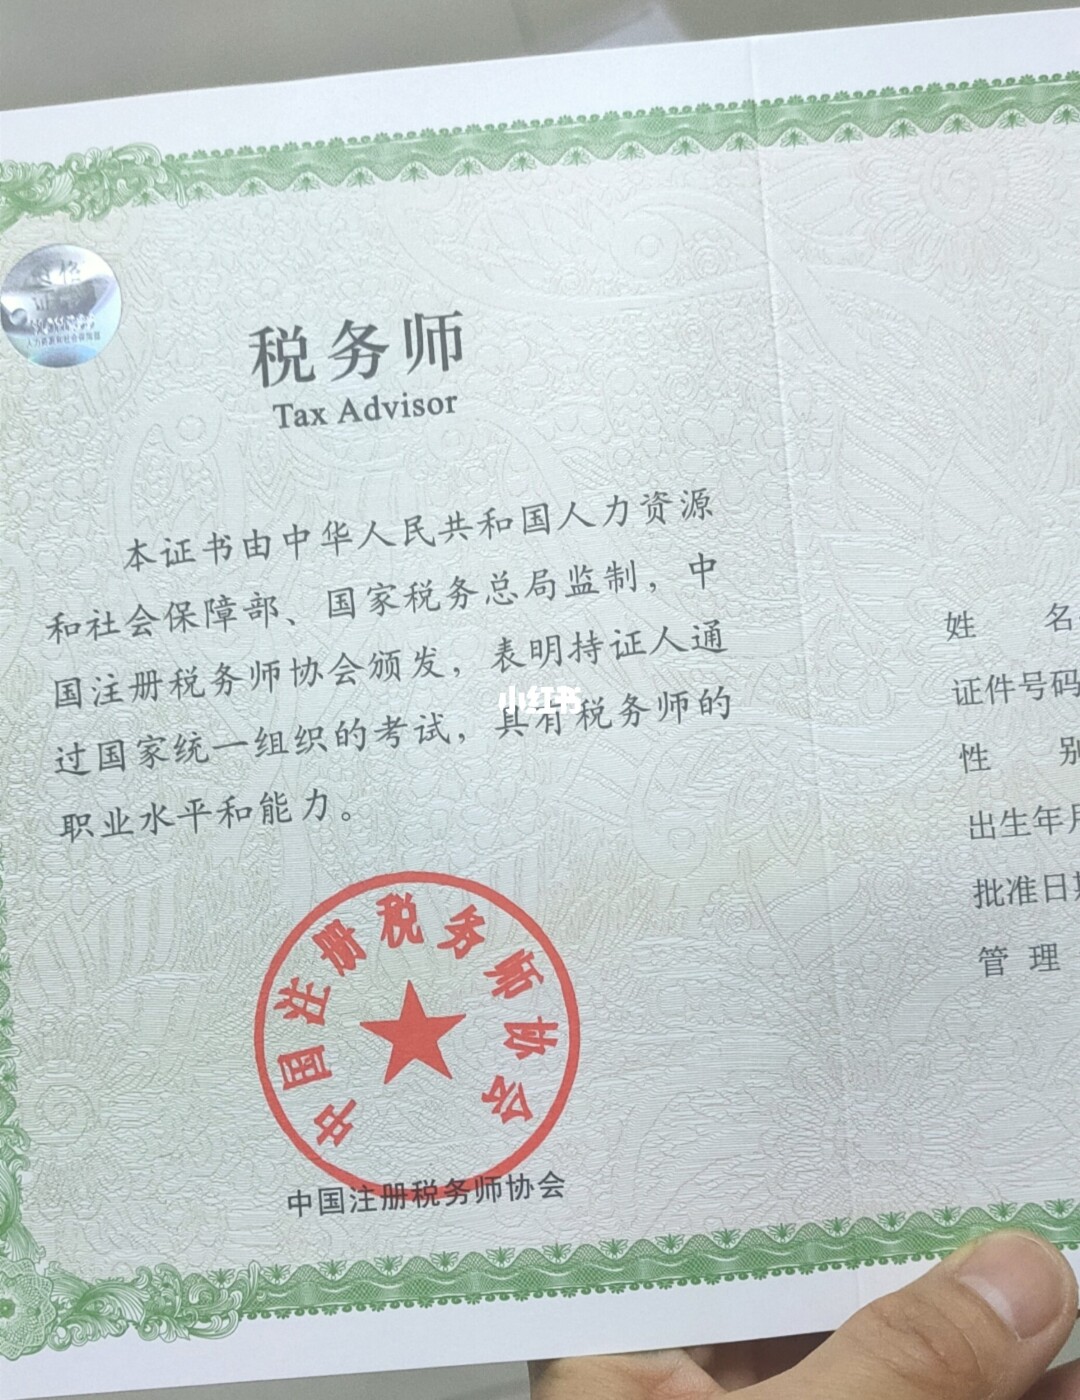 税务师
Tax Advisor
本证书由中华人民共和国人力资源
和社会保障部、国家税务总局监制，中
国注册税务师协会颁发，表明持证人通
过国家统一组织的考试，具有税务师的
职业水平和能力。
小红书
中国注册税务师协会
中国注册税务师协会
姓 名
证件号码
性 别
出生年月
批准日期
管 理